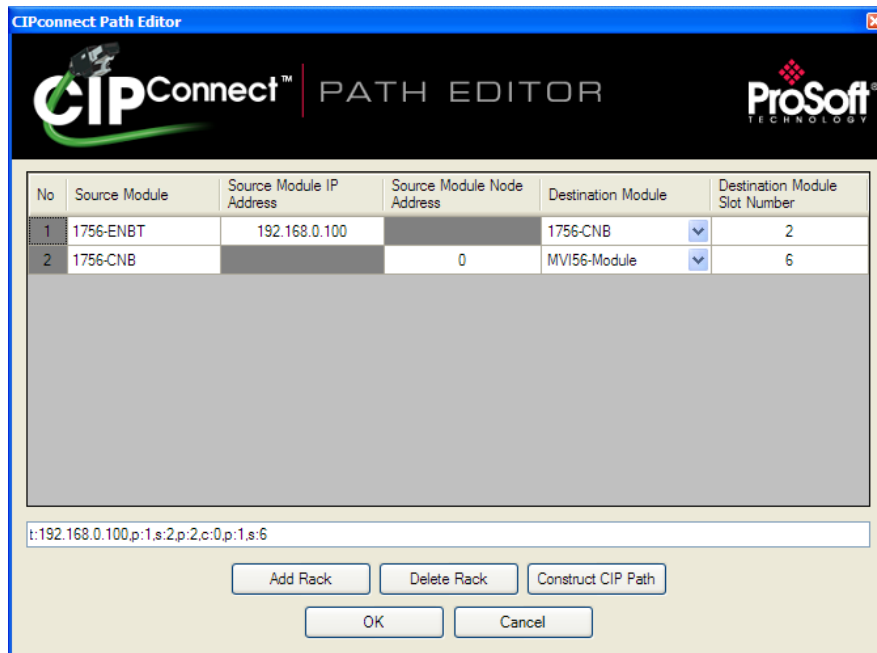 CIPconnect Path Editor
CIPConnect™ PATH EDITOR
ProSoft®
TECHNOLOGY
No Source Module Source Module IP Address Source Module Node Address Destination Module Destination Module Slot Number
1 1756-ENBT 192.168.0.100 1756-CNB 2
2 1756-CNB 0 MVI56-Module 6
t:192.168.0.100,p:1,s:2,p:2,c:0,p:1,s:6
Add Rack Delete Rack Construct CIP Path
OK Cancel